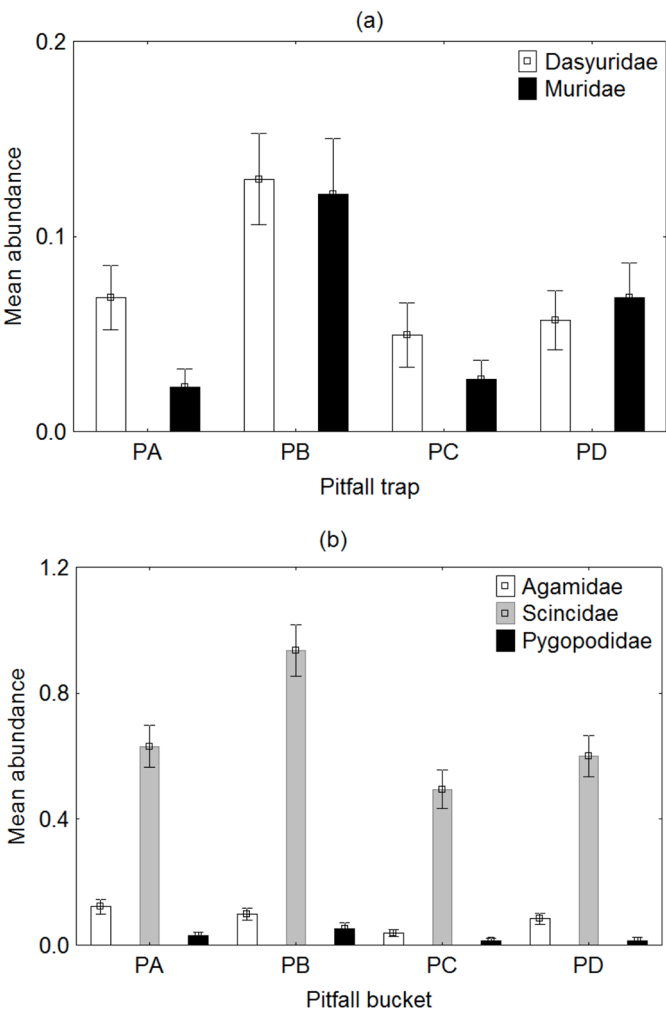 (a)
0.2
Dasyuridae
Muridae
Mean abundance
0.1
0.0
PA PB PC PD
Pitfall trap
(b)
1.2
Agamidae
Scincidae
Pygopodidae
Mean abundance
0.8
0.4
0.0
PA PB PC PD
Pitfall bucket